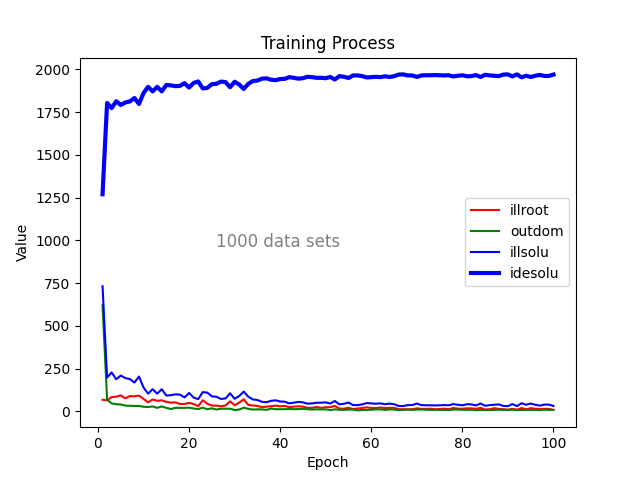 Training Process
Value
2000
1750
1500
1250
1000
750
500
250
0
1000 data sets
illroot
outdom
illsolu
idesolu
0 20 40 60 80 100
Epoch